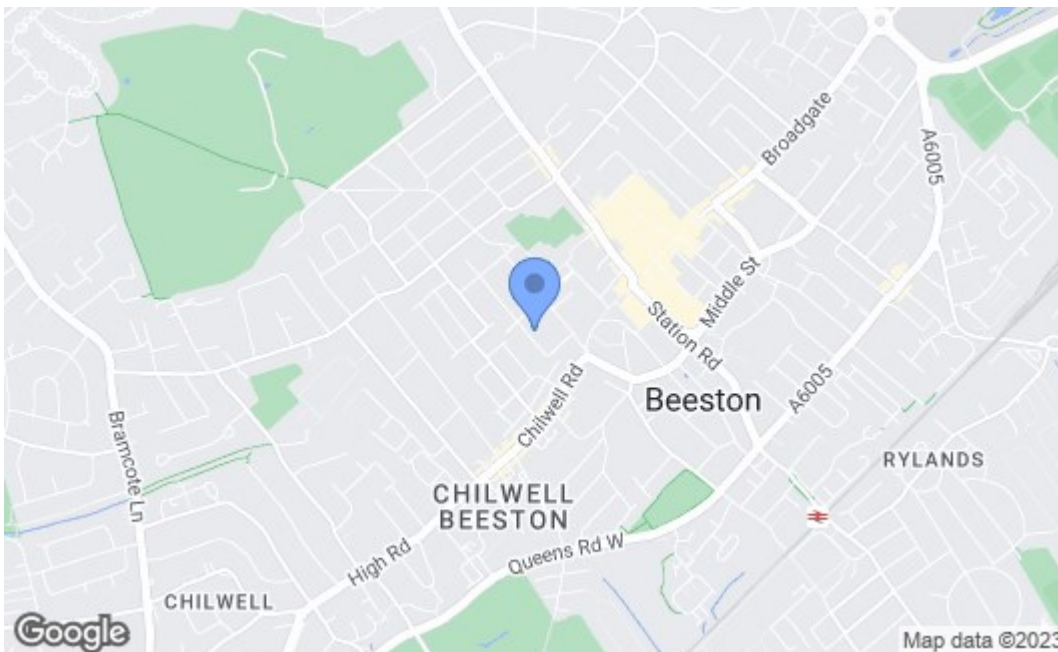 Broadgate
A6005
Middle St
Station Rd
Beeston
A6005
Chilwell Rd
RYLANDS
Bramcote Ln
CHILWELL
BEESTON
Queens Rd W
High Rd
CHILWELL
Google
Map data ©2023